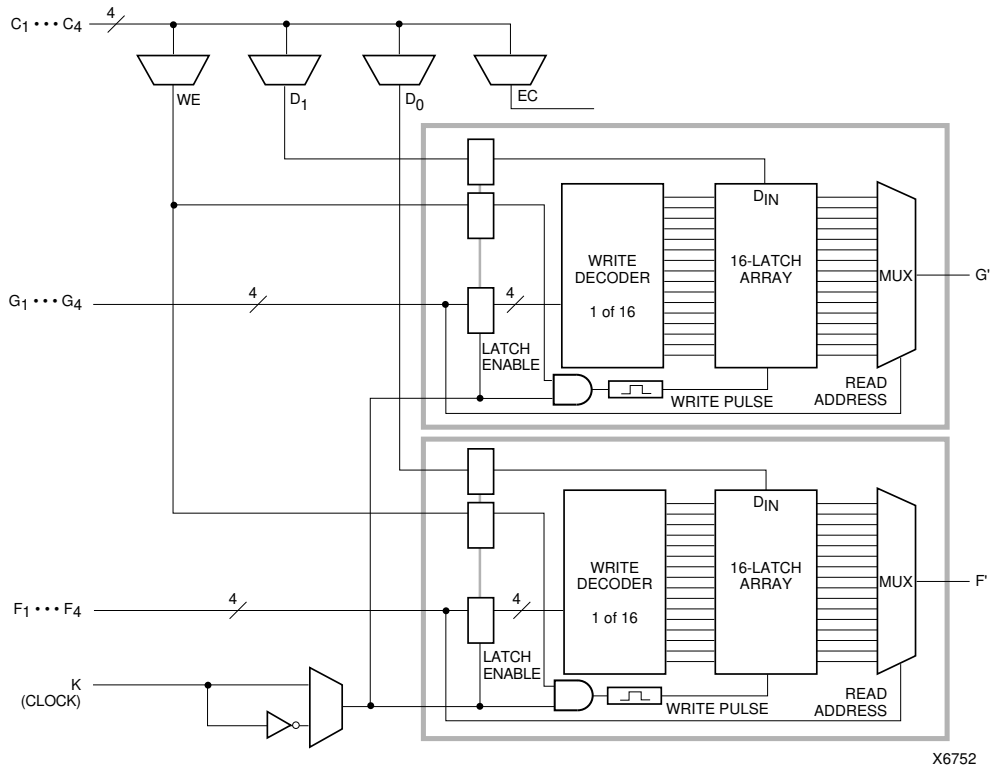 C1 • • • C4
4
WE
D1
D0
EC
DIN
WRITE
DECODER
1 of 16
16-LATCH
ARRAY
MUX
G'
G1 • • • G4
4
4
LATCH
ENABLE
WRITE PULSE
READ
ADDRESS
DIN
WRITE
DECODER
1 of 16
16-LATCH
ARRAY
MUX
F'
F1 • • • F4
4
4
LATCH
ENABLE
WRITE PULSE
READ
ADDRESS
K
(CLOCK)
X6752